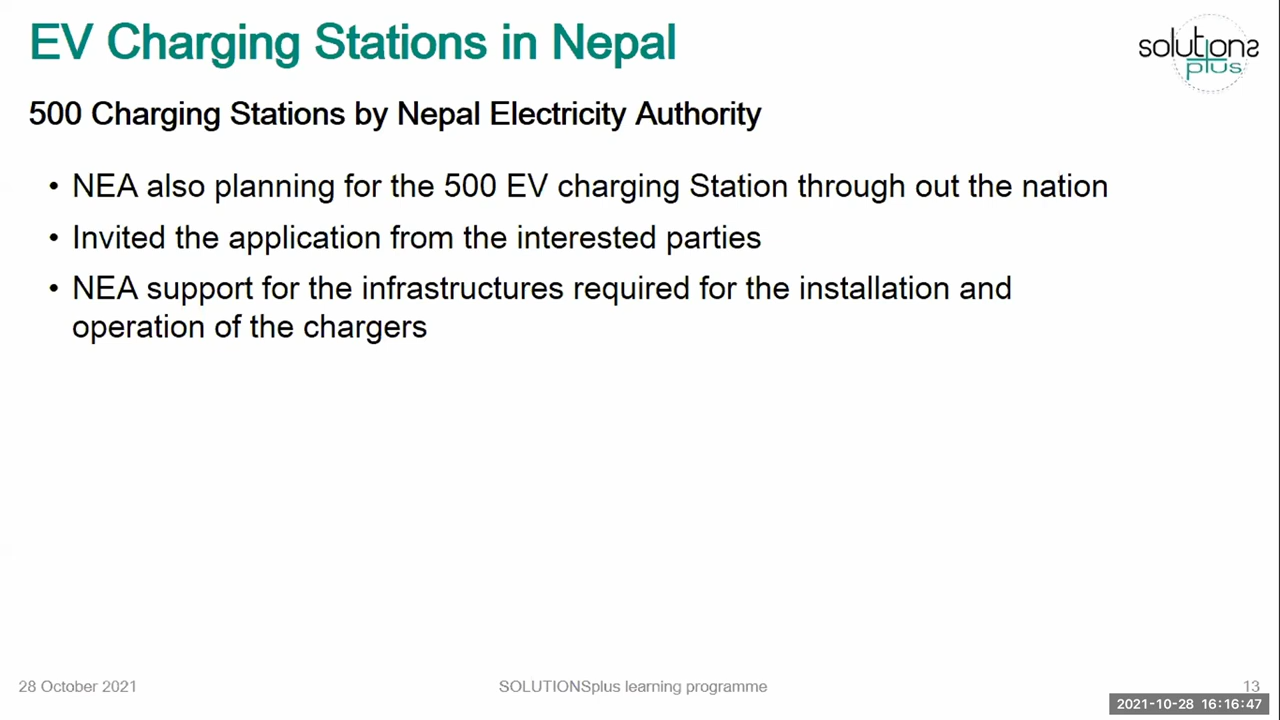 EV Charging Stations in Nepal
solutions
plus
500 Charging Stations by Nepal Electricity Authority
• NEA also planning for the 500 EV charging Station through out the nation
• Invited the application from the interested parties
• NEA support for the infrastructures required for the installation and
operation of the chargers
28 October 2021
SOLUTIONSplus learning programme
13
2021-10-28 16:16:47